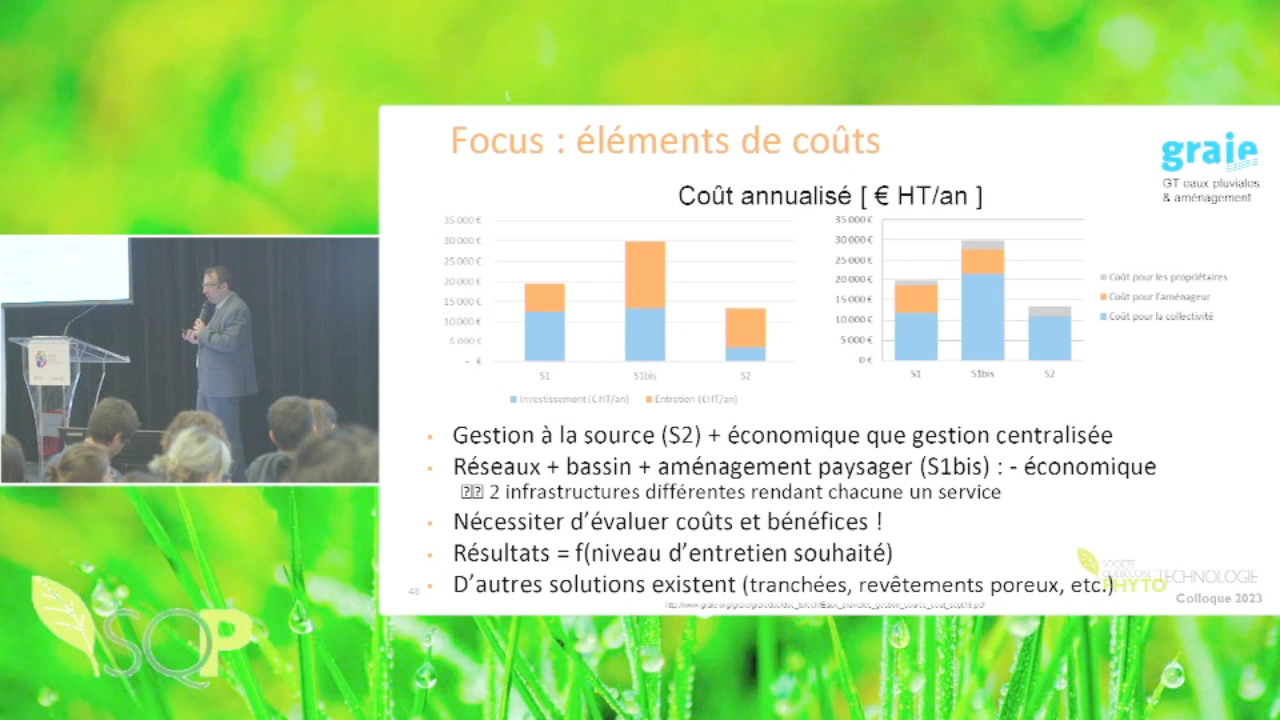 Focus : éléments de coûts
graie
GT eaux pluviales
& aménagement
Coût annualisé [ € HT/an ]
35 000 €
30 000 €
25 000 €
20 000 €
15 000 €
10 000 €
5 000 €
- €
S1
S1bis
S2
Investissement (€ HT/an)
Entretien (€HT/an)
35 000 €
30 000 €
25 000 €
20 000 €
15 000 €
10 000 €
5 000 €
0 €
S1
S1bis
S2
Coût pour les propriétaires
Coût pour l'aménageur
Coût pour la collectivité
▪ Gestion à la source (S2) + économique que gestion centralisée
▪ Réseaux + bassin + aménagement paysager (S1bis) : - économique
2 infrastructures différentes rendant chacune un service
▪ Nécessiter d'évaluer coûts et bénéfices !
▪ Résultats = f(niveau d'entretien souhaité)
▪ D'autres solutions existent (tranchées, revêtements poreux, etc.)
48
SOCIÉTÉ
QUÉBÉCOISE
PHYTOTECHNOLOGIE
Colloque 2023
SQP